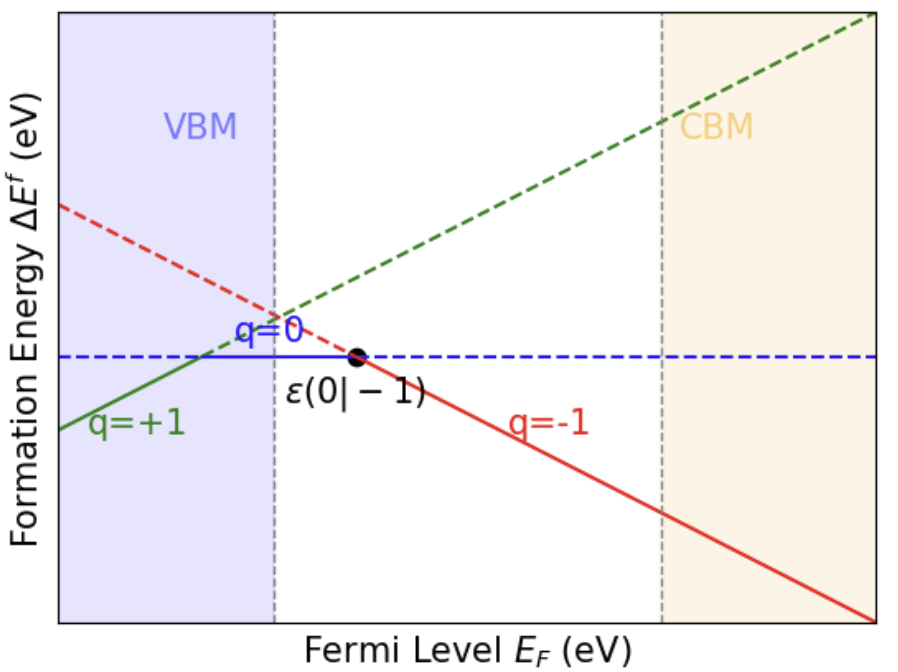 Formation Energy ΔE^f (eV)
VBM
CBM
q=0
ε(0| − 1)
q=+1
q=-1
Fermi Level E_F (eV)